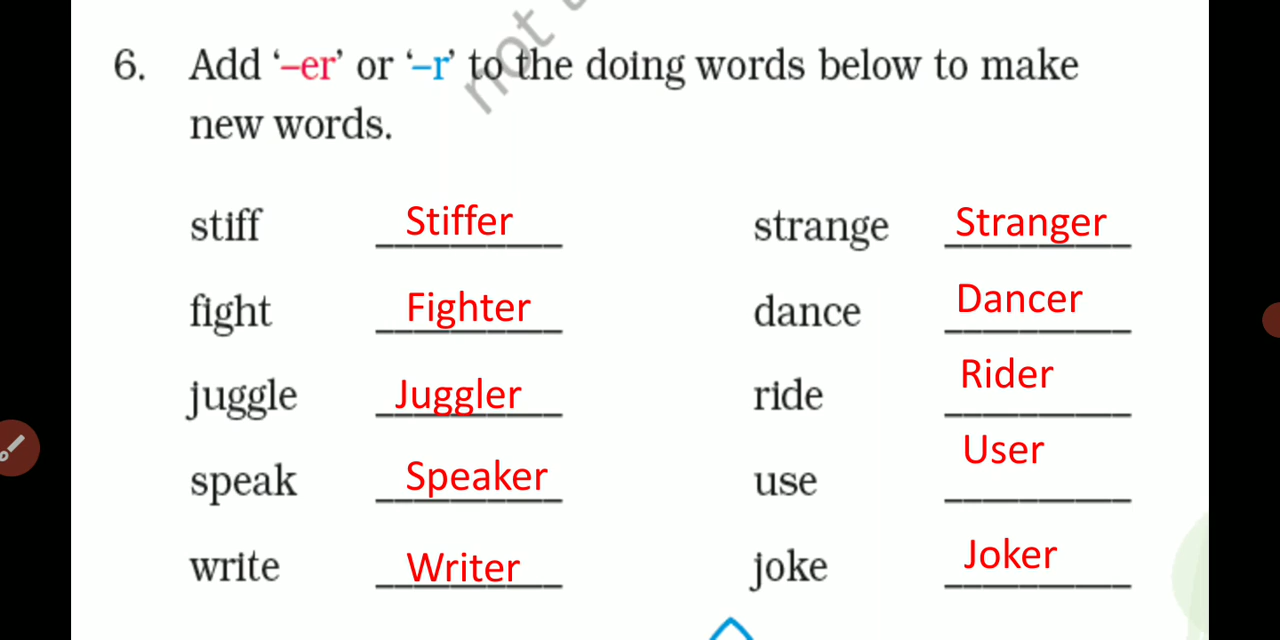 6. Add ‘–er’ or ‘–r’ to the doing words below to make
new words.
stiff Stiffer strange Stranger
fight Fighter dance Dancer
juggle Juggler ride Rider
speak Speaker use User
write Writer joke Joker
not